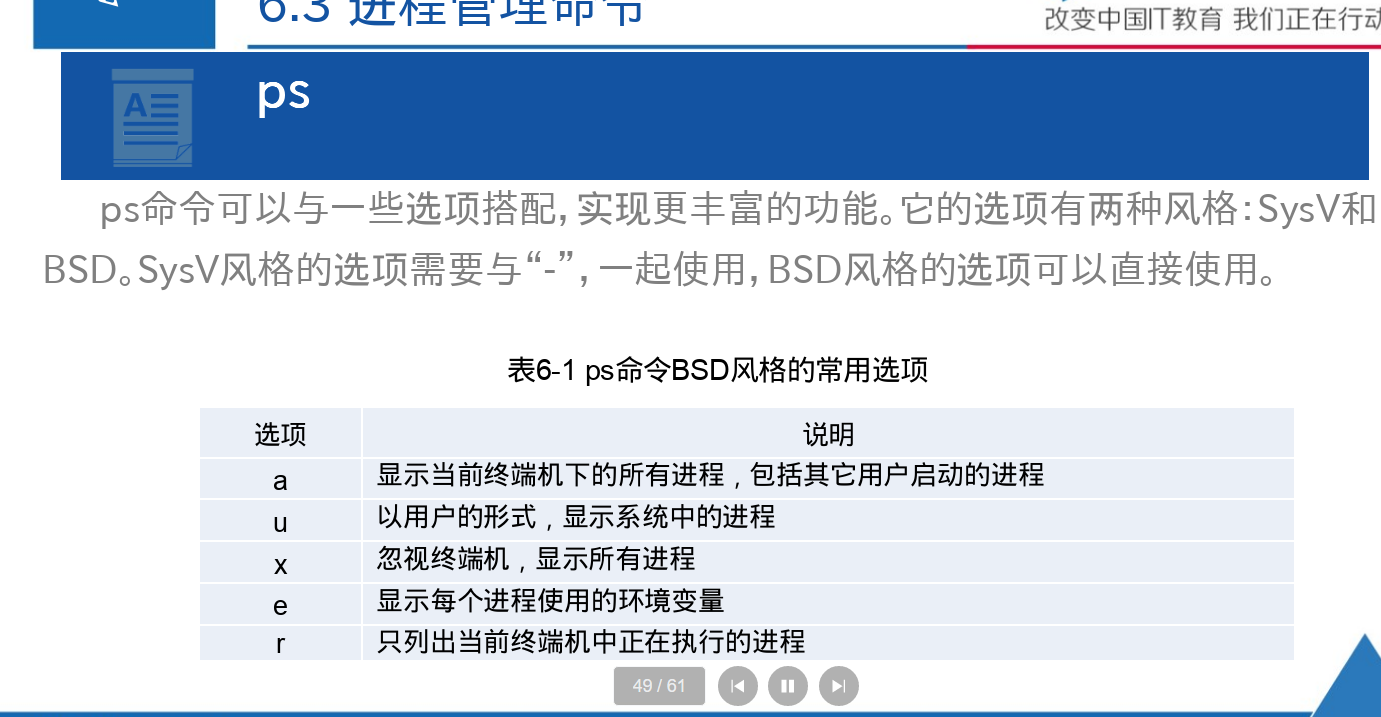 6.3 进程管理命令
改变中国IT教育 我们正在行动
ps
A
ps命令可以与一些选项搭配，实现更丰富的功能。它的选项有两种风格：SysV和
BSD。SysV风格的选项需要与“-”，一起使用，BSD风格的选项可以直接使用。
表6-1 ps命令BSD风格的常用选项
选项 说明
a 显示当前终端机下的所有进程，包括其它用户启动的进程
u 以用户的形式，显示系统中的进程
x 忽视终端机，显示所有进程
e 显示每个进程使用的环境变量
r 只列出当前终端机中正在执行的进程
49 / 61